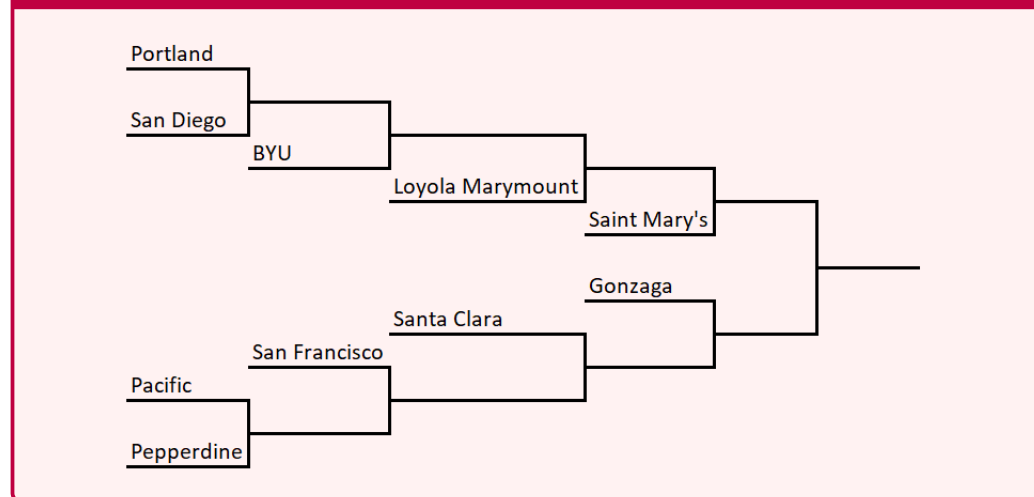 Portland
San Diego
BYU
Loyola Marymount
Saint Mary's
Gonzaga
Santa Clara
San Francisco
Pacific
Pepperdine